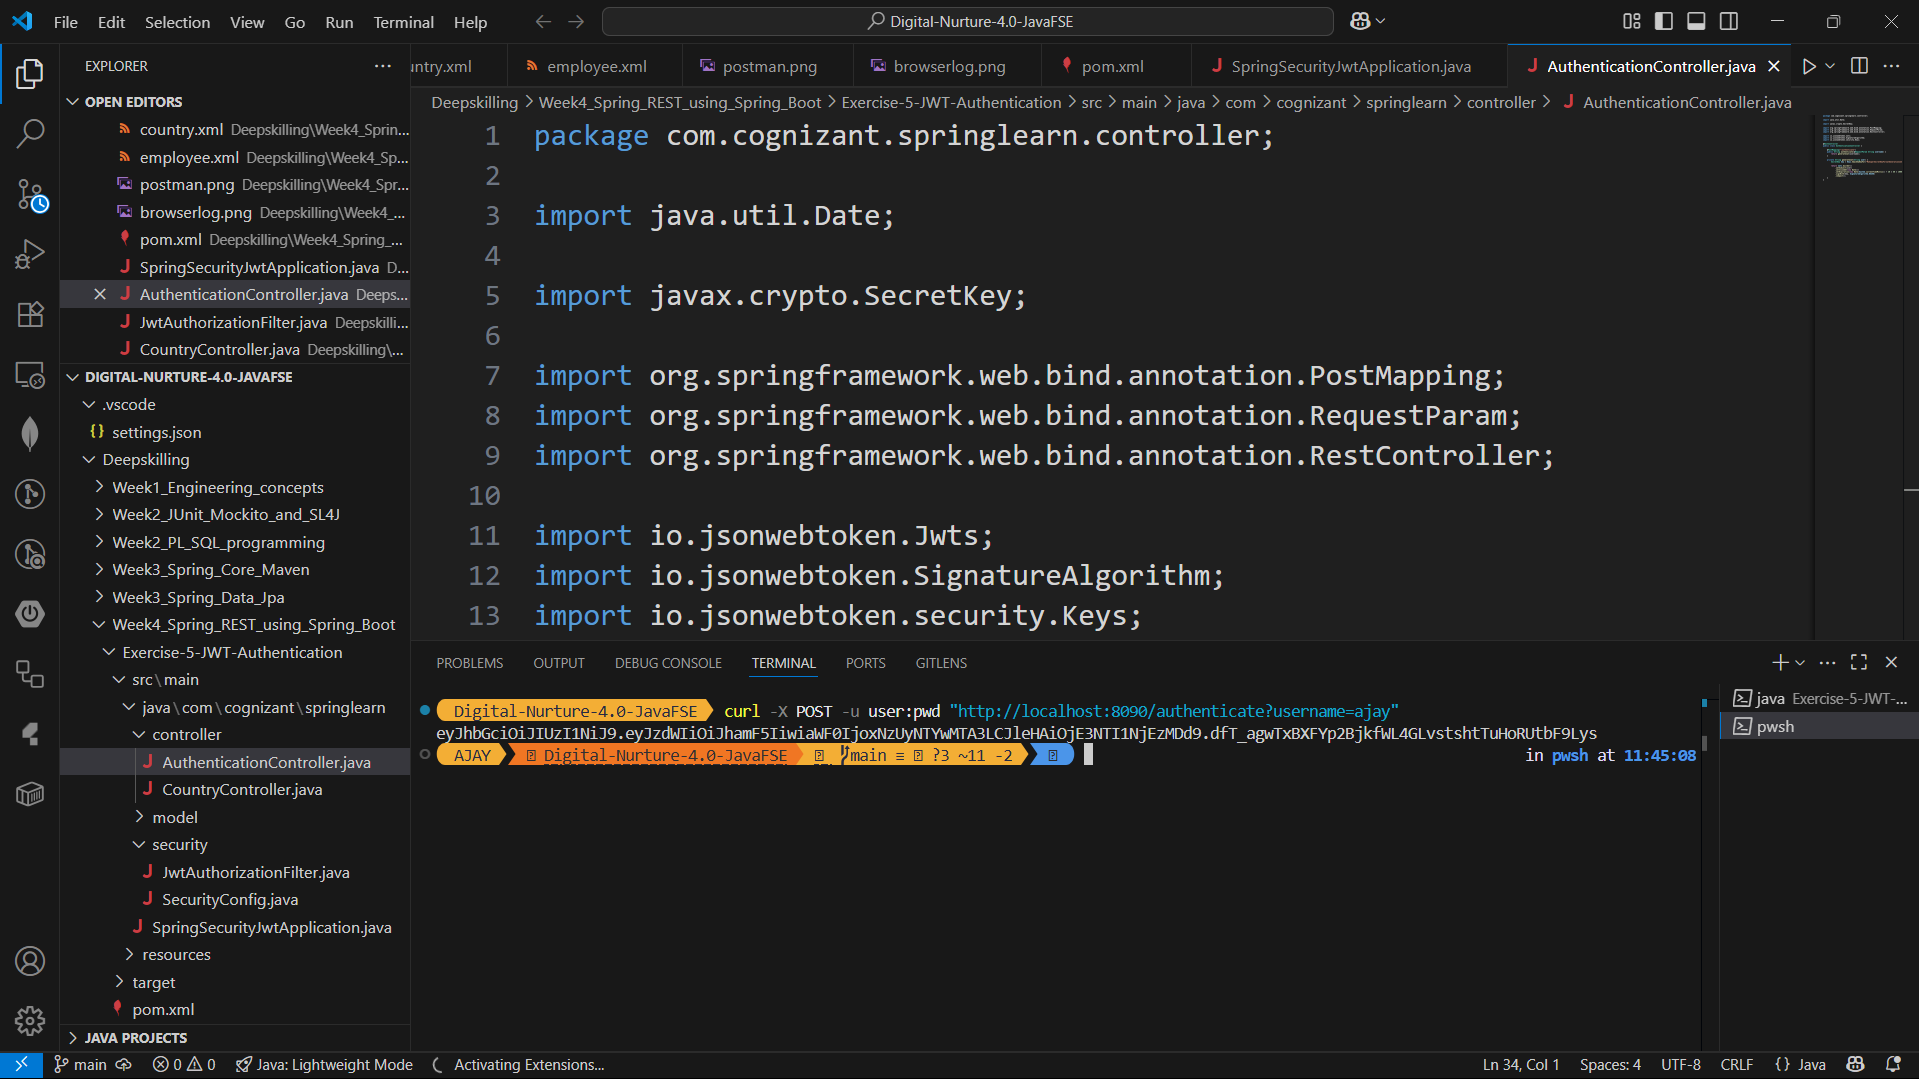 File Edit Selection View Go Run Terminal Help
Digital-Nurture-4.0-JavaFSE
EXPLORER
untry.xml employee.xml postman.png browserlog.png pom.xml SpringSecurityJwtApplication.java AuthenticationController.java
OPEN EDITORS
country.xml Deepskilling\Week4_Sprin...
employee.xml Deepskilling\Week4_Sp...
postman.png Deepskilling\Week4_Spr...
browserlog.png Deepskilling\Week4_...
pom.xml Deepskilling\Week4_Spring_...
SpringSecurityJwtApplication.java D...
AuthenticationController.java Deeps...
JwtAuthorizationFilter.java Deepskilli...
CountryController.java Deepskilling\...
DIGITAL-NURTURE-4.0-JAVAFSE
.vscode
settings.json
Deepskilling
Week1_Engineering_concepts
Week2_JUnit_Mockito_and_SL4J
Week2_PL_SQL_programming
Week3_Spring_Core_Maven
Week3_Spring_Data_Jpa
Week4_Spring_REST_using_Spring_Boot
Exercise-5-JWT-Authentication
src\main
java\com\cognizant\springlearn
controller
AuthenticationController.java
CountryController.java
model
security
JwtAuthorizationFilter.java
SecurityConfig.java
SpringSecurityJwtApplication.java
resources
target
pom.xml
JAVA PROJECTS
Deepskilling > Week4_Spring_REST_using_Spring_Boot > Exercise-5-JWT-Authentication > src > main > java > com > cognizant > springlearn > controller > AuthenticationController.java
1 package com.cognizant.springlearn.controller;
2
3 import java.util.Date;
4
5 import javax.crypto.SecretKey;
6
7 import org.springframework.web.bind.annotation.PostMapping;
8 import org.springframework.web.bind.annotation.RequestParam;
9 import org.springframework.web.bind.annotation.RestController;
10
11 import io.jsonwebtoken.Jwts;
12 import io.jsonwebtoken.SignatureAlgorithm;
13 import io.jsonwebtoken.security.Keys;
PROBLEMS OUTPUT DEBUG CONSOLE TERMINAL PORTS GITLENS
Digital-Nurture-4.0-JavaFSE curl -X POST -u user:pwd "http://localhost:8090/authenticate?username=ajay"
eyJhbGciOiJIUzI1NiJ9.eyJzdWIiOiJhamF5IiwiaWF0IjoxNzUyNTYwMTA3LCJleHAiOjE3NTI1NjEzMDd9.dfT_agwTxBXFYp2BjkfWL4GLvstshtTuHoRUtbF9Lys
AJAY Digital-Nurture-4.0-JavaFSE main ≡ ?3 ~11 -2 in pwsh at 11:45:08
java Exercise-5-JWT-...
pwsh
main 0 0 Java: Lightweight Mode Activating Extensions... Ln 34, Col 1 Spaces: 4 UTF-8 CRLF {} Java